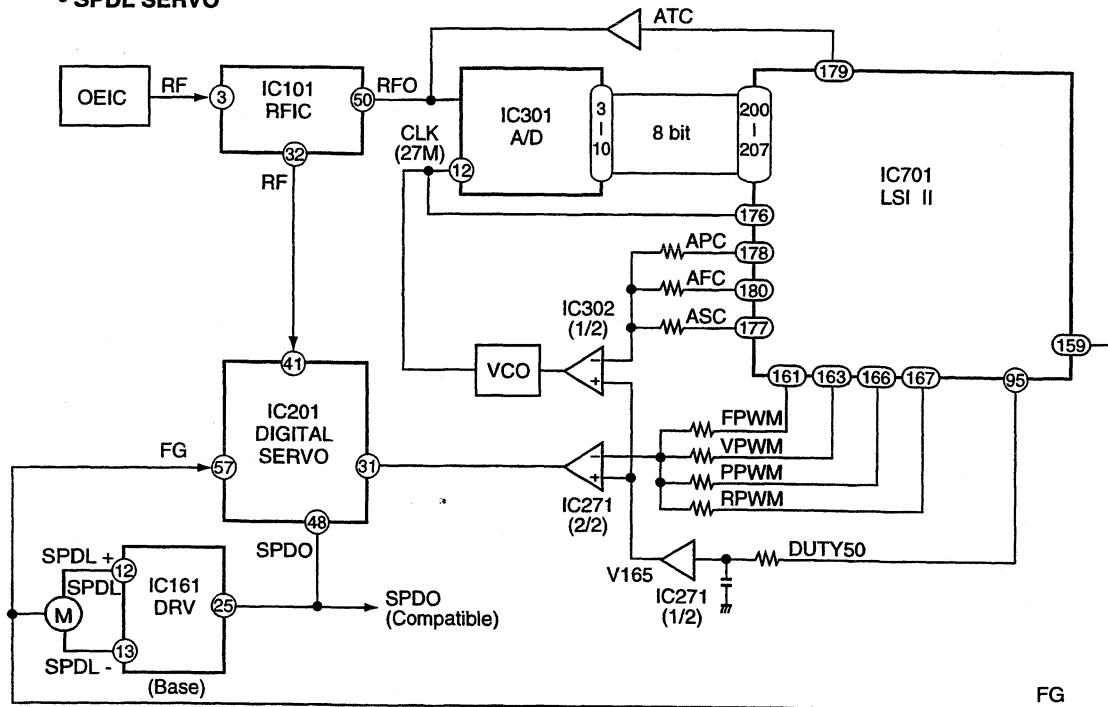 • SPDL SERVO
ATC
179
OEIC
RF
3
IC101
RFIC
50
RFO
32
RF
CLK
(27M)
12
IC301
A/D
3
I
10
8 bit
200
I
207
IC701
LSI II
176
APC
178
AFC
180
ASC
177
IC302
(1/2)
VCO
-
+
159
161
163
166
167
95
41
IC201
DIGITAL
SERVO
FG
57
31
48
SPDO
-
+
IC271
(2/2)
FPWM
VPWM
PPWM
RPWM
DUTY50
V165
IC271
(1/2)
SPDL +
12
SPDL
M
IC161
DRV
25
SPDO
(Compatible)
13
SPDL -
(Base)
FG